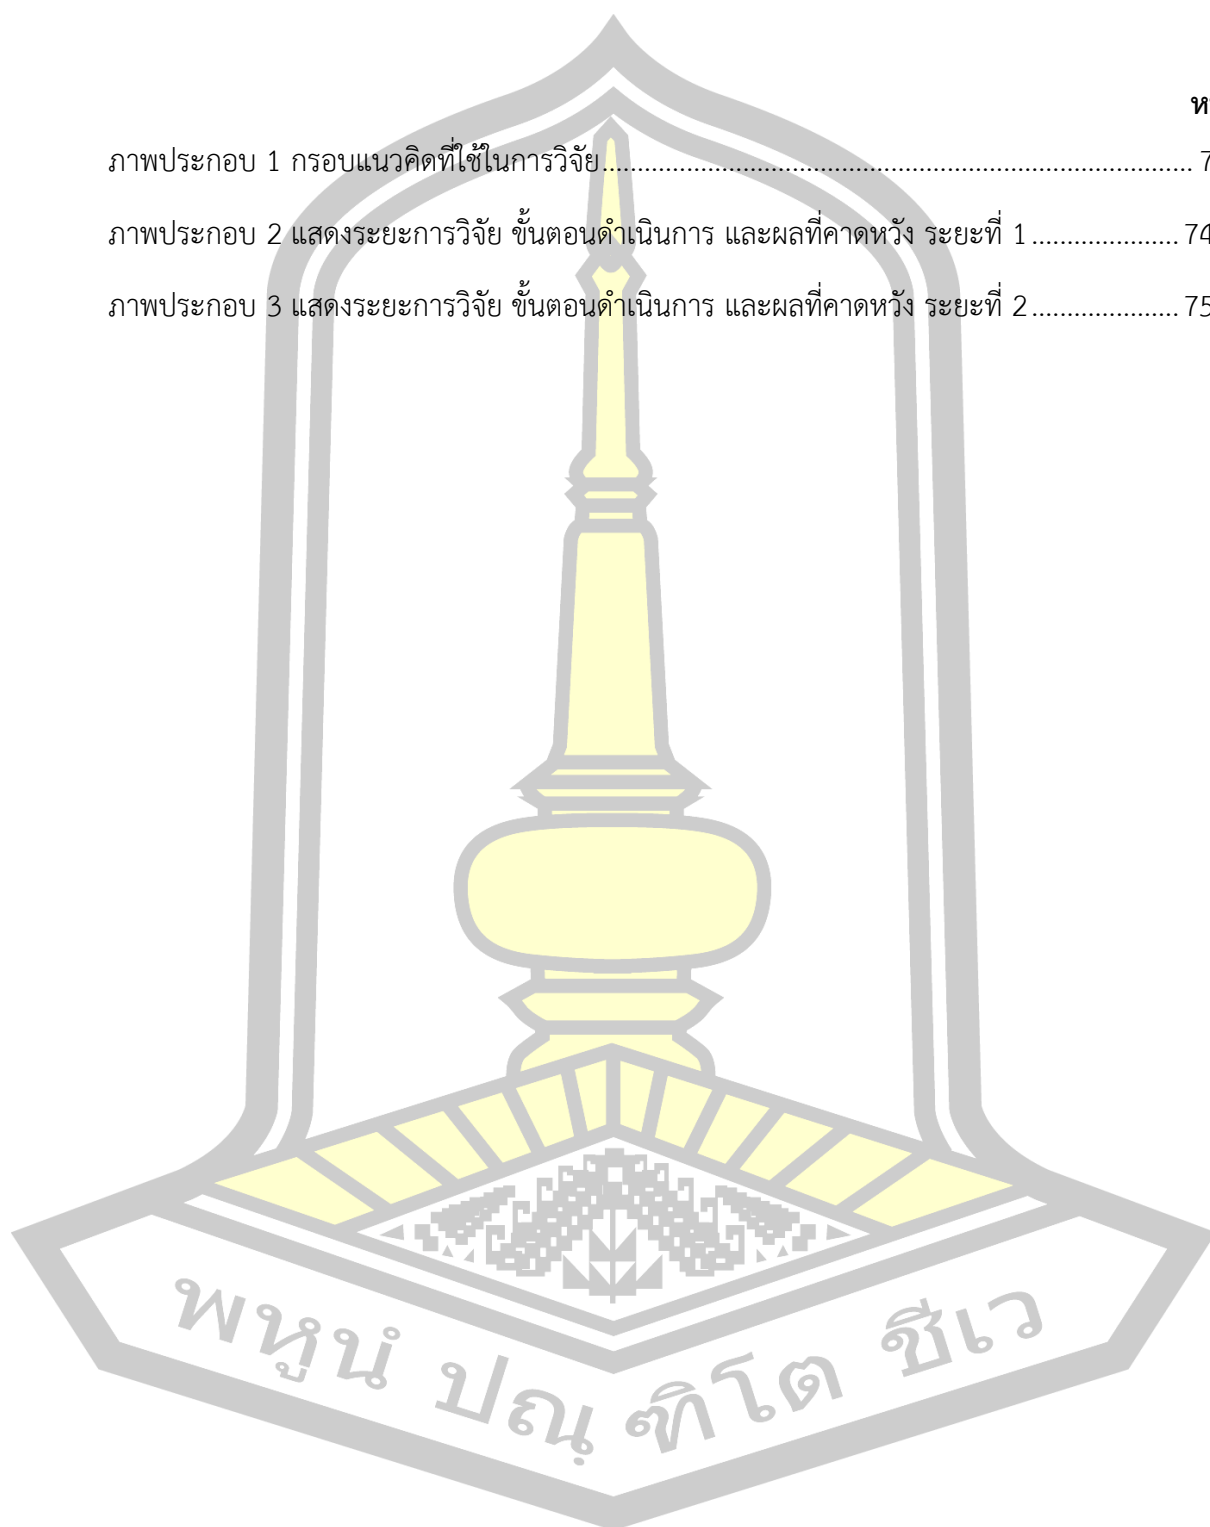 ภาพประกอบ 1 กรอบแนวคิดที่ใช้ในการวิจัย.......................................................................... 7
ภาพประกอบ 2 แสดงระยะการวิจัย ขั้นตอนดำเนินการ และผลที่คาดหวัง ระยะที่ 1..................... 74
ภาพประกอบ 3 แสดงระยะการวิจัย ขั้นตอนดำเนินการ และผลที่คาดหวัง ระยะที่ 2..................... 75
พหูนํ ปณฺ ฑิโต ชีเว